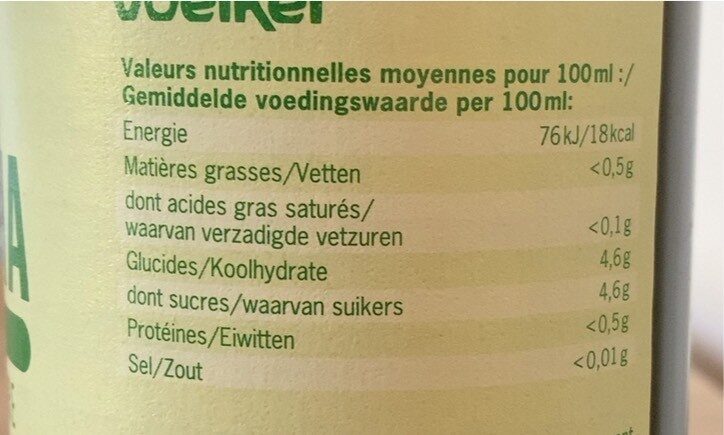 Voelkel
Valeurs nutritionnelles moyennes pour 100ml :/
Gemiddelde voedingswaarde per 100ml:
Energie 76kJ/18kcal
Matières grasses/Vetten <0,5g
dont acides gras saturés/
waarvan verzadigde vetzuren <0,1g
Glucides/Koolhydrate 4,6g
dont sucres/waarvan suikers 4,6g
Protéines/Eiwitten <0,5g
Sel/Zout <0,01g
A